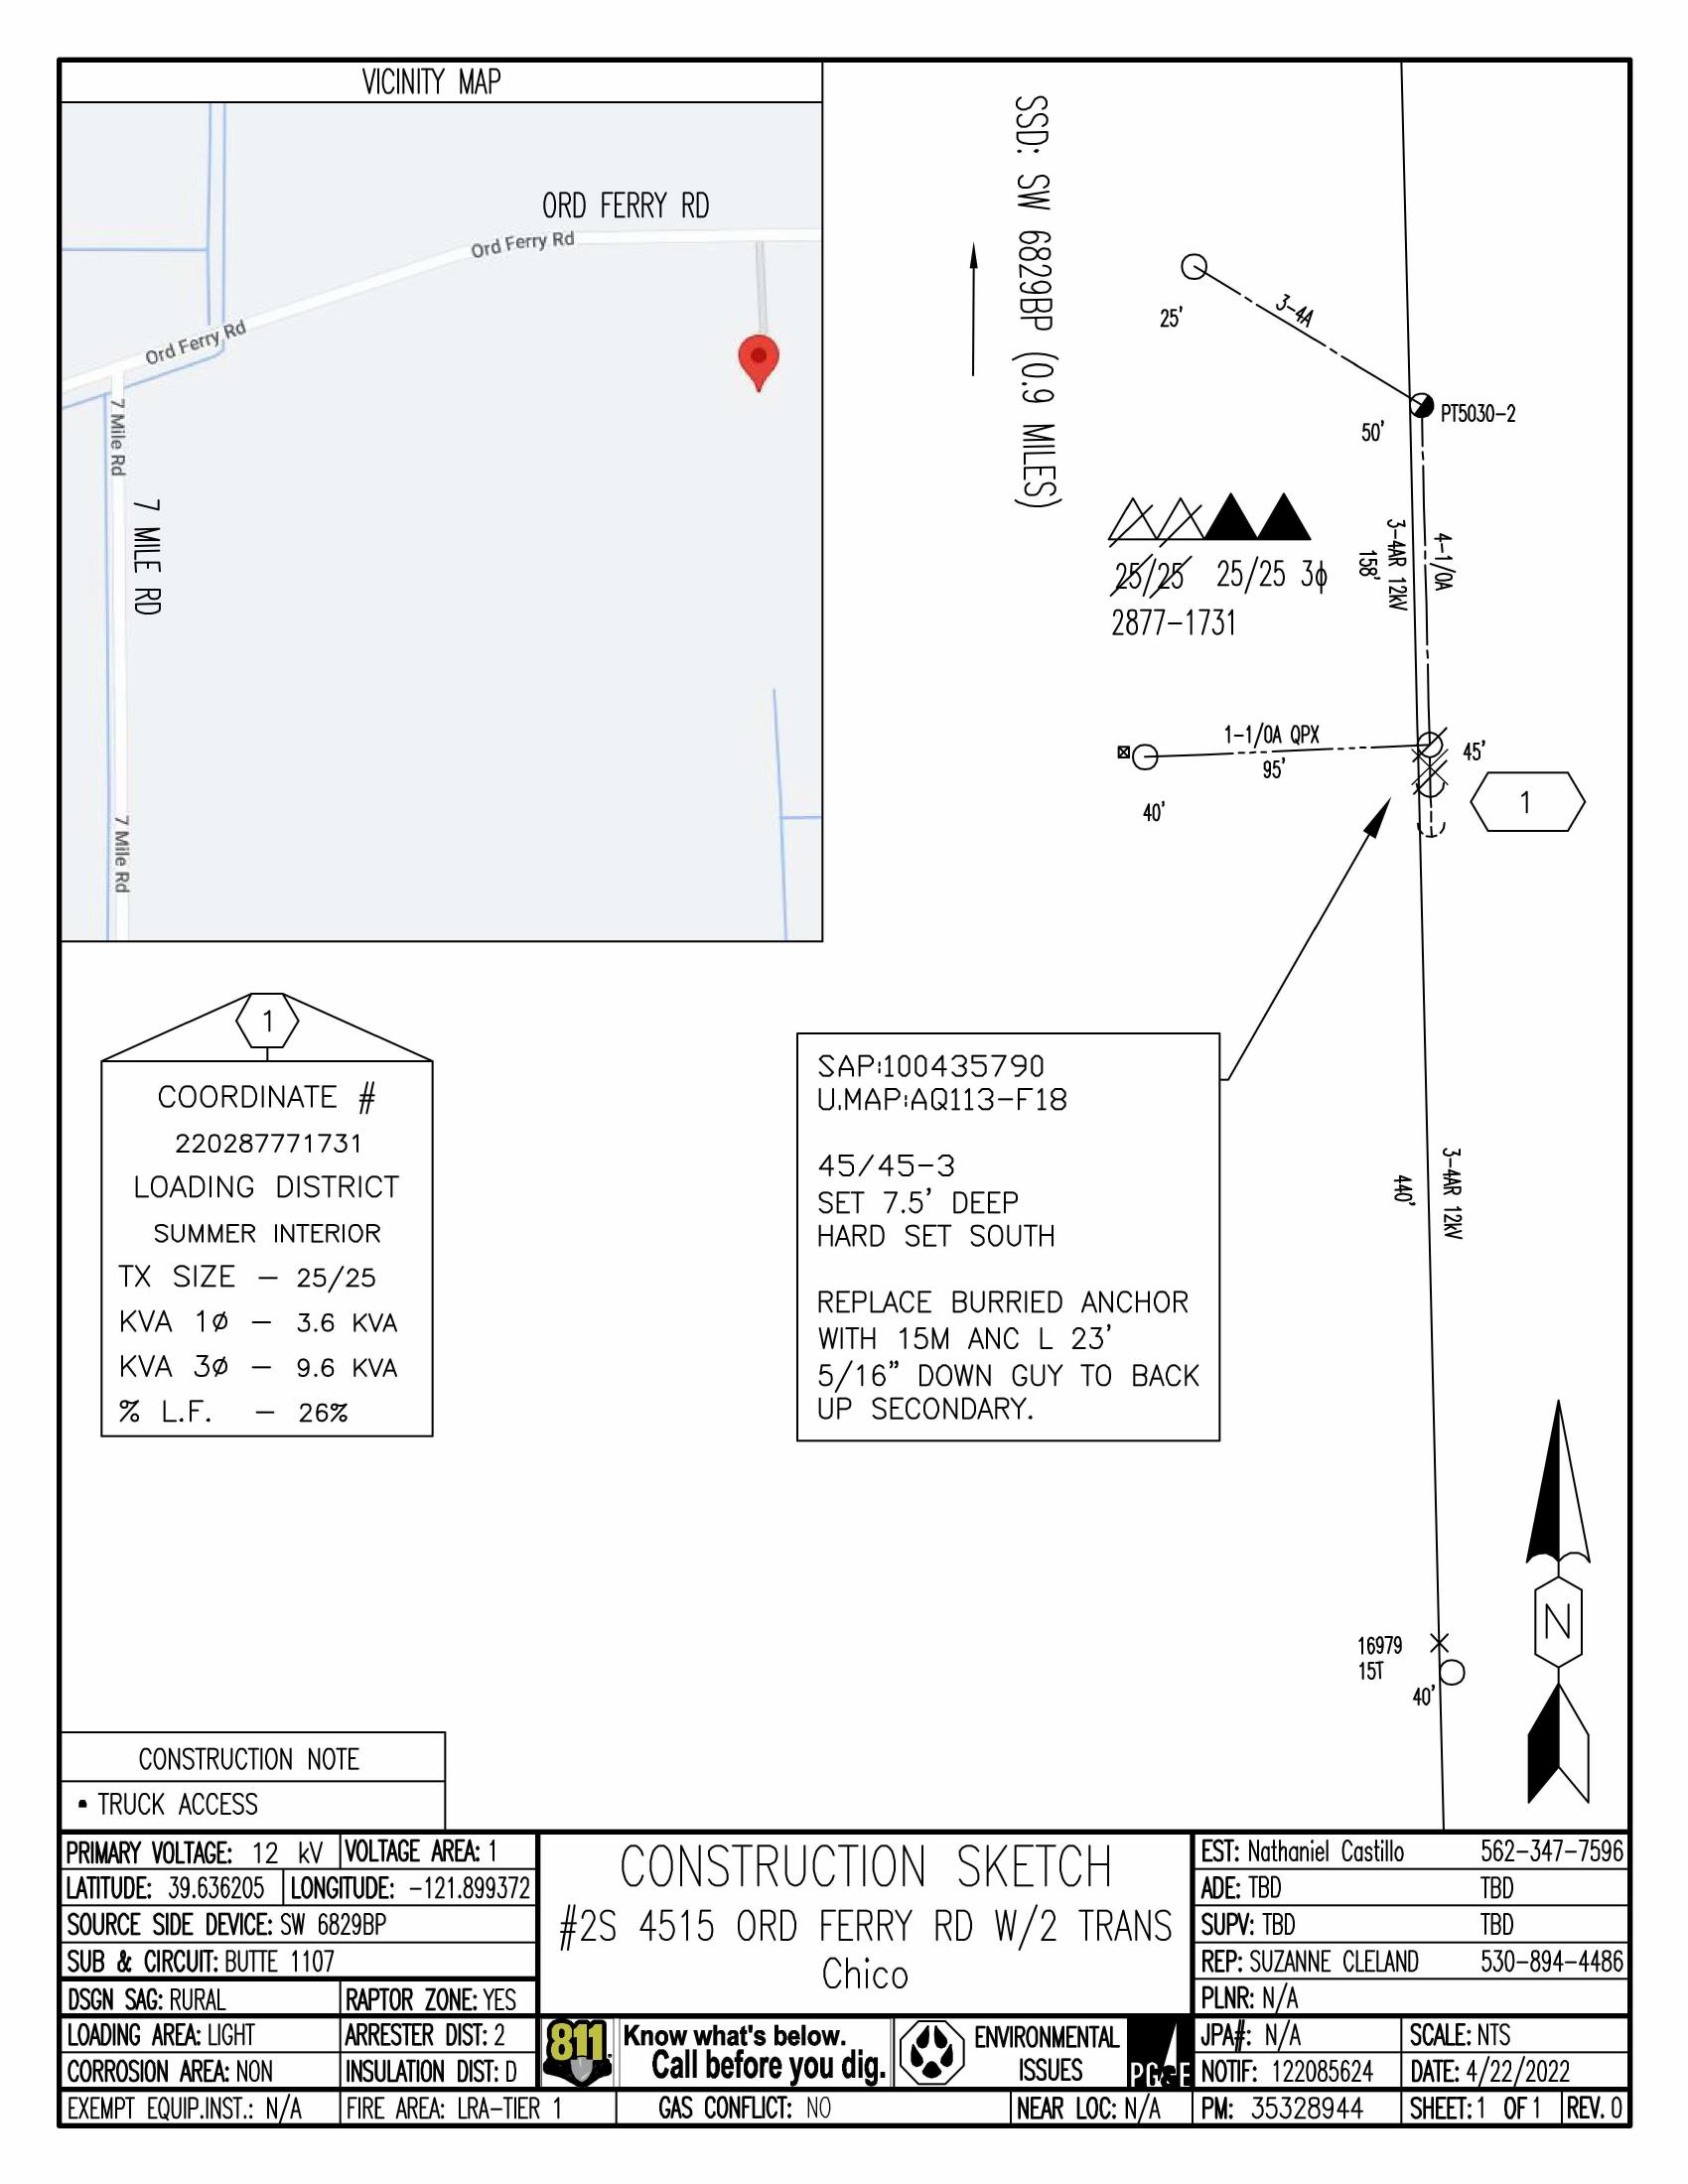 VICINITY MAP
ORD FERRY RD
Ord Ferry Rd
Ord Ferry Rd
7 Mile Rd
7 MILE RD
7 Mile Rd
SSD: SW 6829BP (0.9 MILES)
25'
3-4A
50'
PT5030-2
3-4AR 12kV
158'
4-1/0A
25/25 25/25 3ϕ
2877-1731
1-1/0A QPX
95'
40'
45'
1
1
COORDINATE #
220287771731
LOADING DISTRICT
SUMMER INTERIOR
TX SIZE – 25/25
KVA 1Ø – 3.6 KVA
KVA 3Ø – 9.6 KVA
% L.F. – 26%
SAP:100435790
U.MAP:AQ113-F18
45/45-3
SET 7.5' DEEP
HARD SET SOUTH
REPLACE BURRIED ANCHOR
WITH 15M ANC L 23'
5/16" DOWN GUY TO BACK
UP SECONDARY.
3-4AR 12kV
440'
N
16979
15T
40'
CONSTRUCTION NOTE
• TRUCK ACCESS
PRIMARY VOLTAGE: 12 kV VOLTAGE AREA: 1
LATITUDE: 39.636205 LONGITUDE: -121.899372
SOURCE SIDE DEVICE: SW 6829BP
SUB & CIRCUIT: BUTTE 1107
DSGN SAG: RURAL RAPTOR ZONE: YES
LOADING AREA: LIGHT ARRESTER DIST: 2
CORROSION AREA: NON INSULATION DIST: D
EXEMPT EQUIP.INST.: N/A FIRE AREA: LRA-TIER 1 GAS CONFLICT: NO NEAR LOC: N/A
CONSTRUCTION SKETCH
#2S 4515 ORD FERRY RD W/2 TRANS
Chico
811
Know what's below.
Call before you dig.
ENVIRONMENTAL
ISSUES
PG&E
EST: Nathaniel Castillo 562-347-7596
ADE: TBD TBD
SUPV: TBD TBD
REP: SUZANNE CLELAND 530-894-4486
PLNR: N/A
JPA#: N/A SCALE: NTS
NOTIF: 122085624 DATE: 4/22/2022
PM: 35328944 SHEET: 1 OF 1 REV. 0